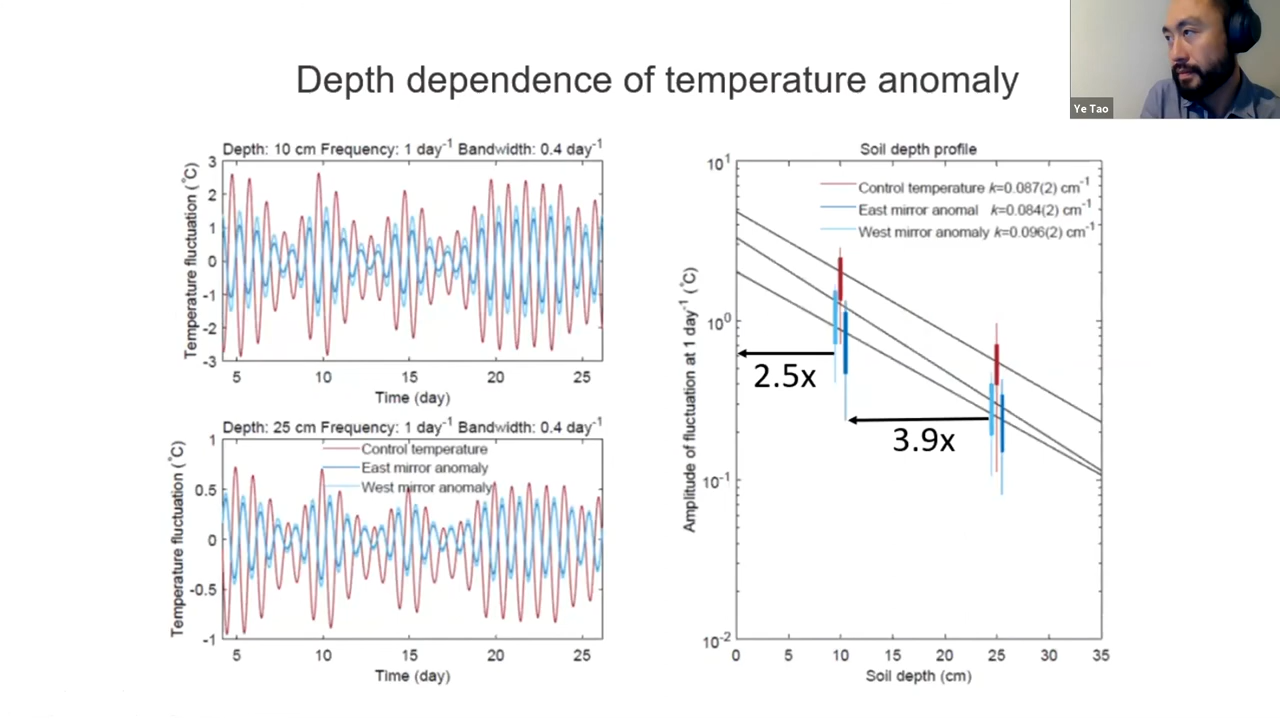 Depth dependence of temperature anomaly
Ye Tao
Depth: 10 cm Frequency: 1 day-1 Bandwidth: 0.4 day-1
Temperature fluctuation (°C)
3
2
1
0
-1
-2
-3
5 10 15 20 25
Time (day)
Depth: 25 cm Frequency: 1 day-1 Bandwidth: 0.4 day-1
Temperature fluctuation (°C)
1
0.5
0
-0.5
-1
Control temperature
East mirror anomaly
West mirror anomaly
5 10 15 20 25
Time (day)
Soil depth profile
Amplitude of fluctuation at 1 day-1 (°C)
101
100
10-1
10-2
Control temperature k=0.087(2) cm-1
East mirror anomal k=0.084(2) cm-1
West mirror anomaly k=0.096(2) cm-1
2.5x
3.9x
0 5 10 15 20 25 30 35
Soil depth (cm)